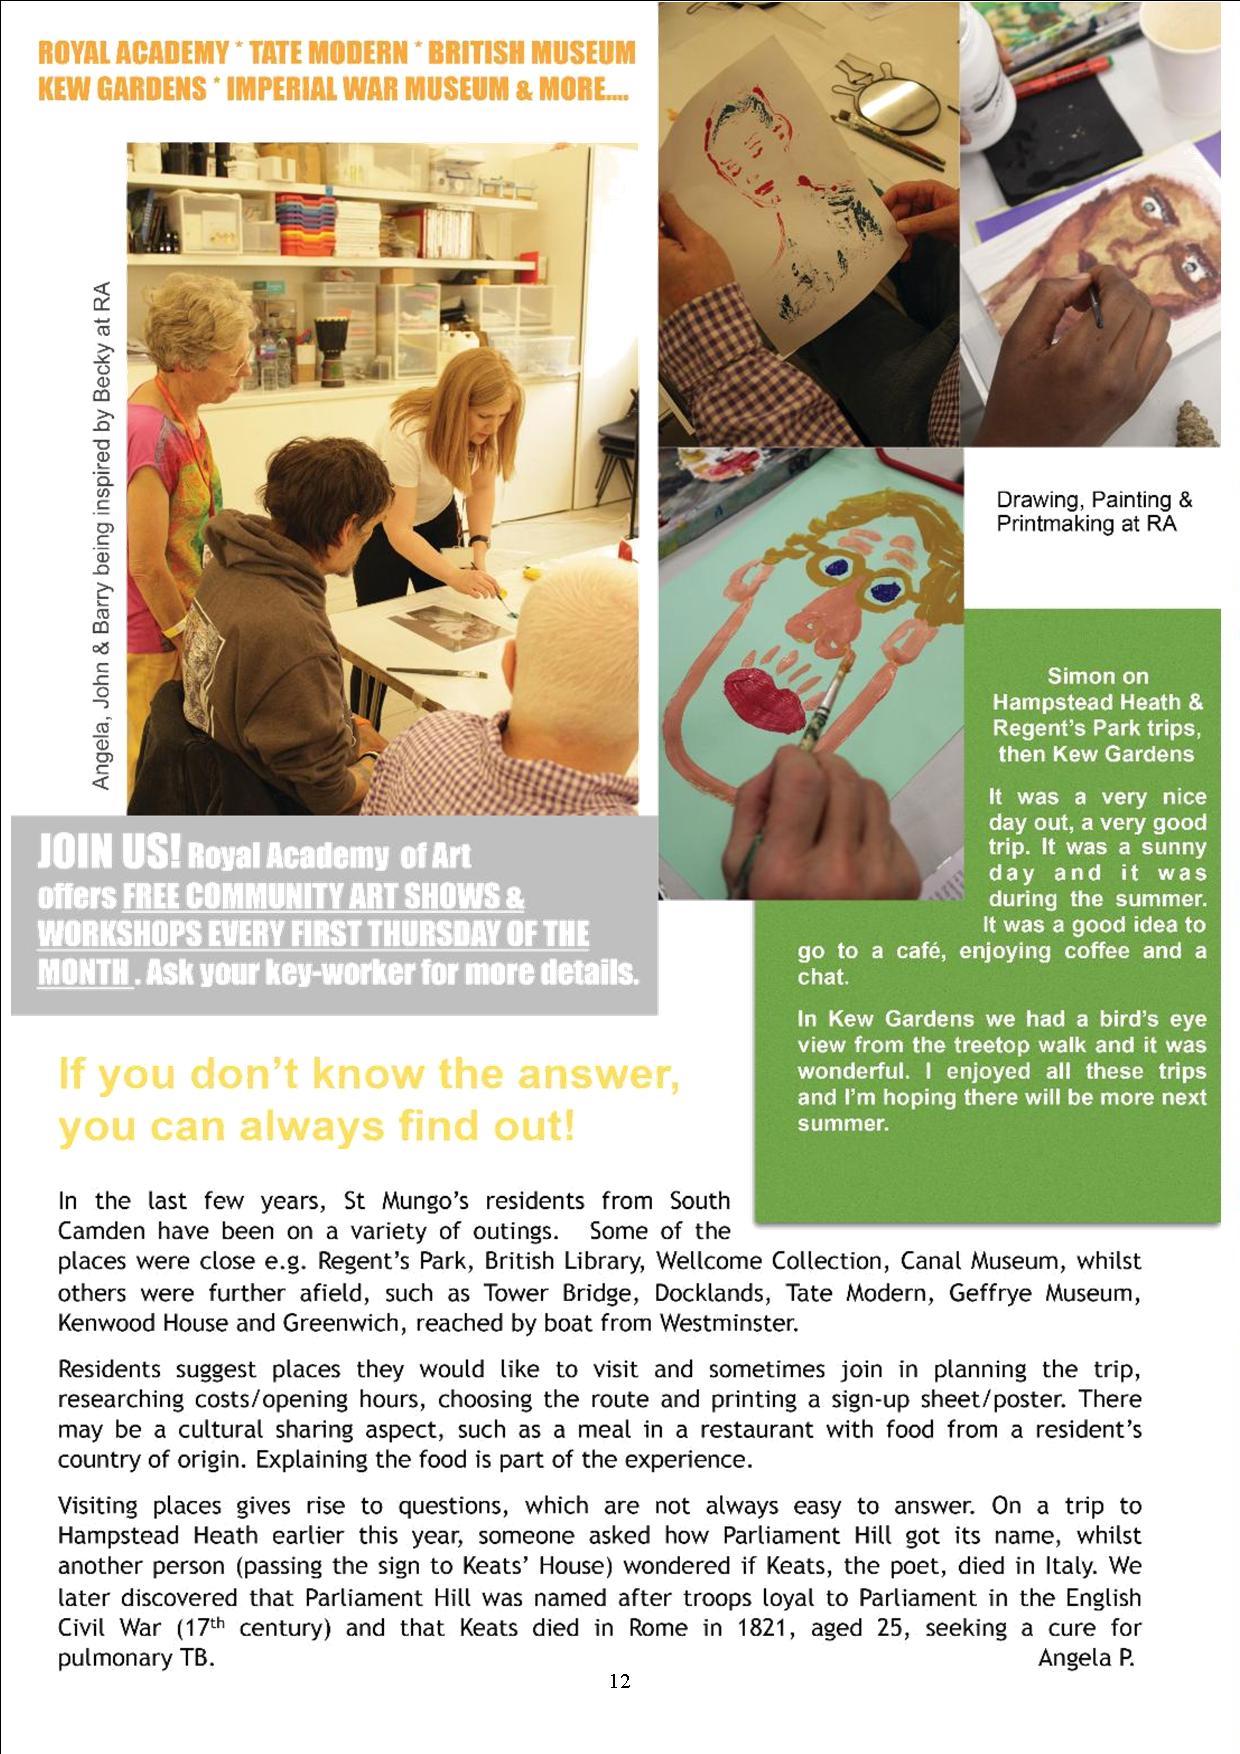 ROYAL ACADEMY * TATE MODERN * BRITISH MUSEUM
KEW GARDENS * IMPERIAL WAR MUSEUM & MORE....
Angela, John & Barry being inspired by Becky at RA
Drawing, Painting &
Printmaking at RA
Simon on
Hampstead Heath &
Regent's Park trips,
then Kew Gardens
It was a very nice
day out, a very good
trip. It was a sunny
day and it was
during the summer.
It was a good idea to
go to a café, enjoying coffee and a
chat.
In Kew Gardens we had a bird's eye
view from the treetop walk and it was
wonderful. I enjoyed all these trips
and I'm hoping there will be more next
summer.
JOIN US! Royal Academy of Art
offers FREE COMMUNITY ART SHOWS &
WORKSHOPS EVERY FIRST THURSDAY OF THE
MONTH . Ask your key-worker for more details.
If you don't know the answer,
you can always find out!
In the last few years, St Mungo's residents from South
Camden have been on a variety of outings. Some of the
places were close e.g. Regent's Park, British Library, Wellcome Collection, Canal Museum, whilst
others were further afield, such as Tower Bridge, Docklands, Tate Modern, Geffrye Museum,
Kenwood House and Greenwich, reached by boat from Westminster.
Residents suggest places they would like to visit and sometimes join in planning the trip,
researching costs/opening hours, choosing the route and printing a sign-up sheet/poster. There
may be a cultural sharing aspect, such as a meal in a restaurant with food from a resident's
country of origin. Explaining the food is part of the experience.
Visiting places gives rise to questions, which are not always easy to answer. On a trip to
Hampstead Heath earlier this year, someone asked how Parliament Hill got its name, whilst
another person (passing the sign to Keats' House) wondered if Keats, the poet, died in Italy. We
later discovered that Parliament Hill was named after troops loyal to Parliament in the English
Civil War (17th century) and that Keats died in Rome in 1821, aged 25, seeking a cure for
pulmonary TB. Angela P.
12